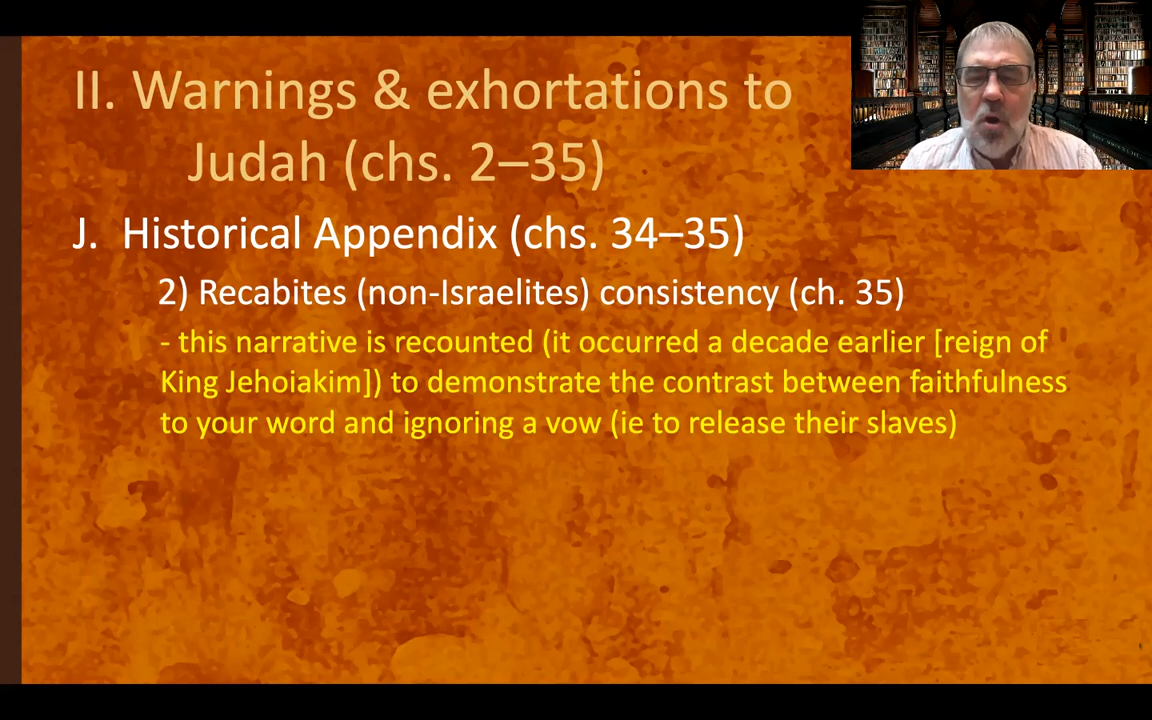 II. Warnings & exhortations to
Judah (chs. 2–35)
J. Historical Appendix (chs. 34–35)
2) Recabites (non-Israelites) consistency (ch. 35)
- this narrative is recounted (it occurred a decade earlier [reign of
King Jehoiakim]) to demonstrate the contrast between faithfulness
to your word and ignoring a vow (ie to release their slaves)